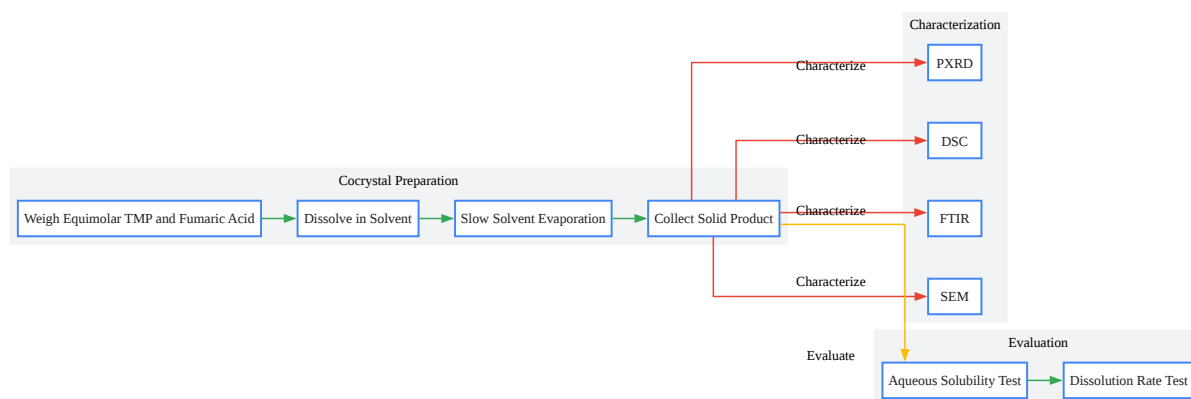 Characterization
Characterize
PXRD
Characterize
DSC
Cocrystal Preparation
Weigh Equimolar TMP and Fumaric Acid
Dissolve in Solvent
Slow Solvent Evaporation
Collect Solid Product
Characterize
FTIR
Characterize
SEM
Evaluation
Evaluate
Aqueous Solubility Test
Dissolution Rate Test